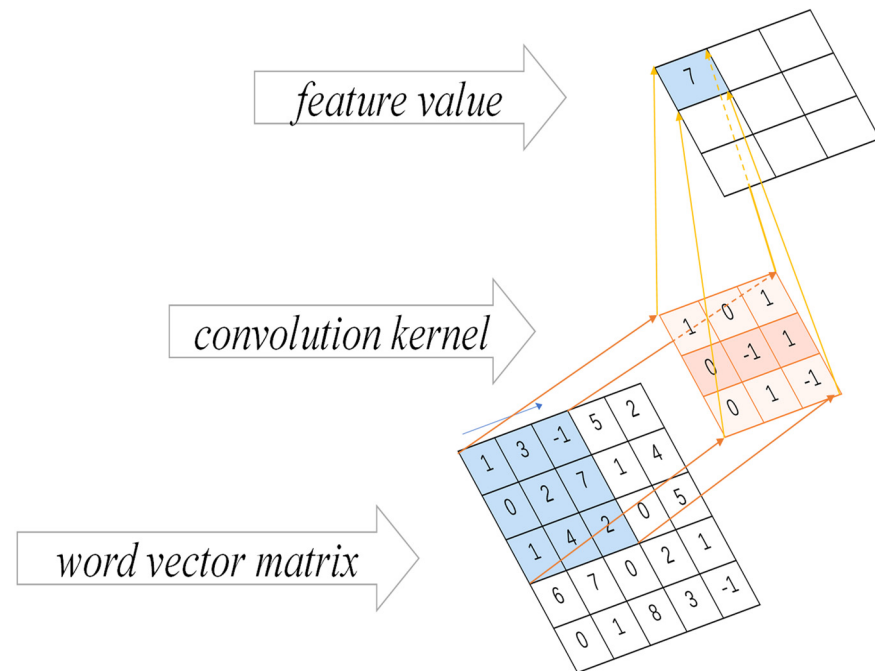 7
feature value
1 0 1
convolution kernel
0 -1 1
0 1 -1
1 3 -1 5 2
0 2 7 1 4
1 4 2 0 5
word vector matrix
6 7 0 2 1
0 1 8 3 -1